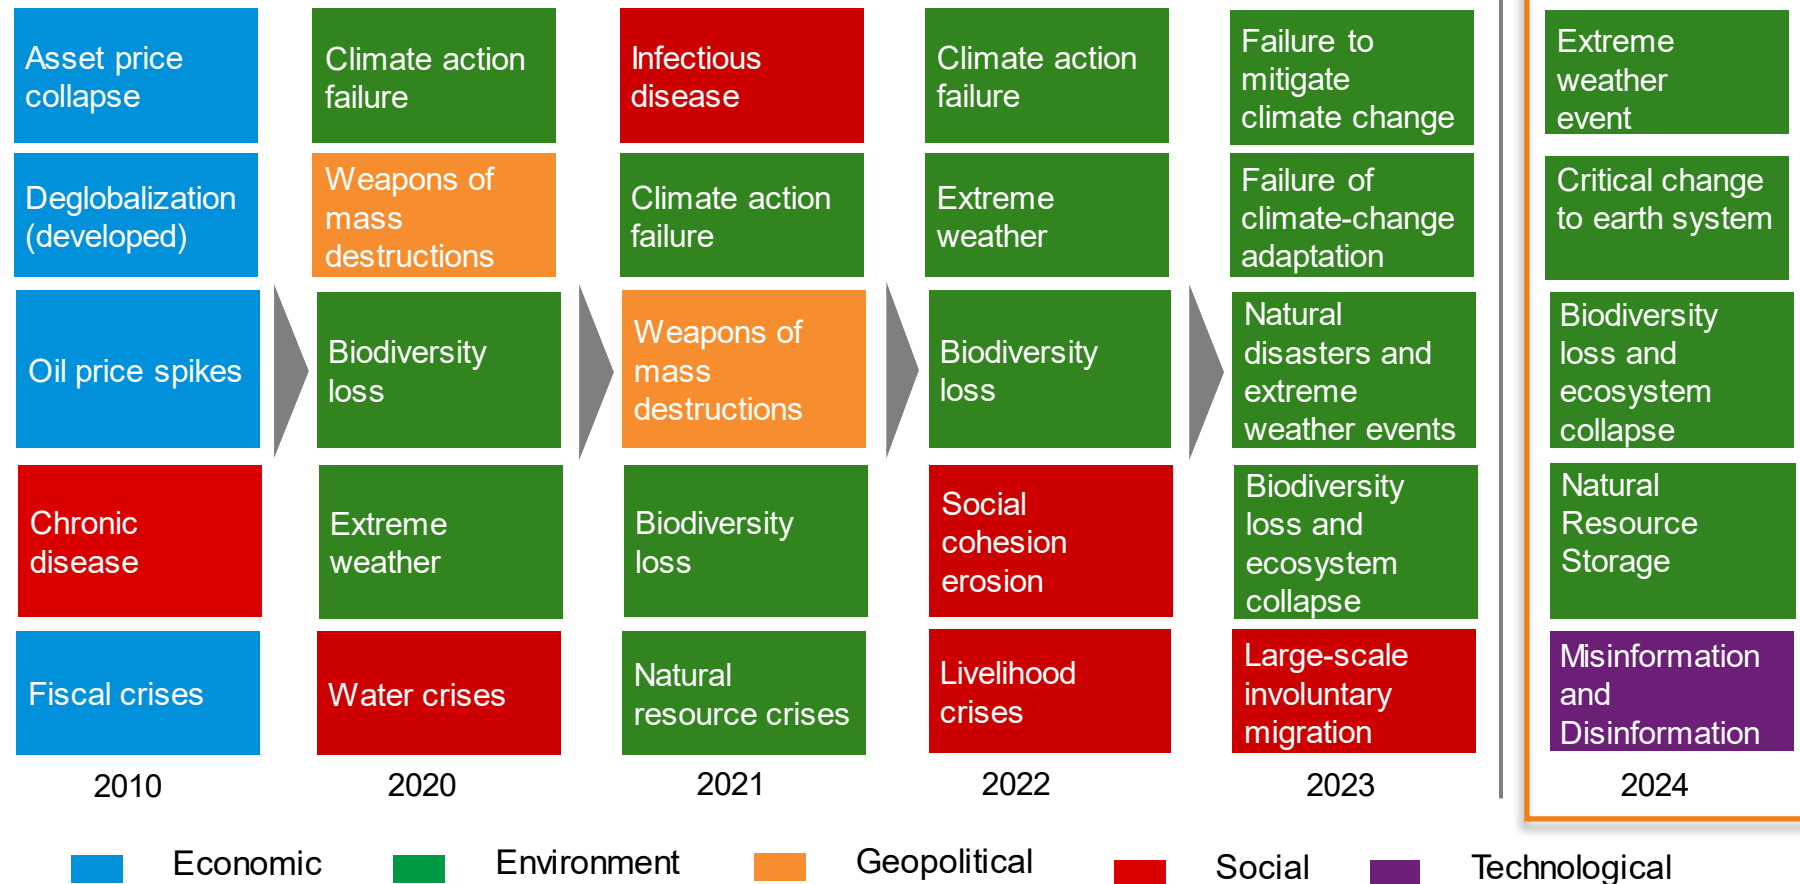 Asset price
collapse
Deglobalization
(developed)
Oil price spikes
Chronic
disease
Fiscal crises
2010
Climate action
failure
Weapons of
mass
destructions
Biodiversity
loss
Extreme
weather
Water crises
2020
Infectious
disease
Climate action
failure
Weapons of
mass
destructions
Biodiversity
loss
Natural
resource crises
2021
Climate action
failure
Extreme
weather
Biodiversity
loss
Social
cohesion
erosion
Livelihood
crises
2022
Failure to
mitigate
climate change
Failure of
climate-change
adaptation
Natural
disasters and
extreme
weather events
Biodiversity
loss and
ecosystem
collapse
Large-scale
involuntary
migration
2023
Extreme
weather
event
Critical change
to earth system
Biodiversity
loss and
ecosystem
collapse
Natural
Resource
Storage
Misinformation
and
Disinformation
2024
Economic
Environment
Geopolitical
Social
Technological